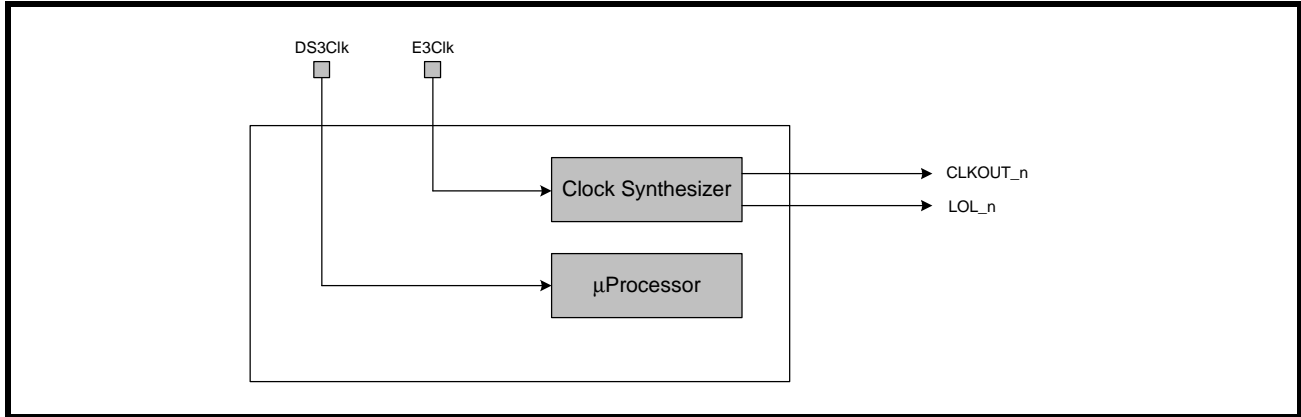 DS3Clk
E3Clk
Clock Synthesizer
CLKOUT_n
LOL_n
μProcessor